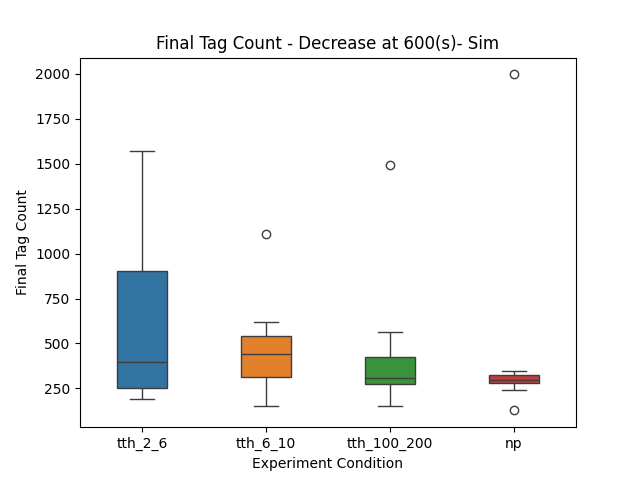 Final Tag Count - Decrease at 600(s)- Sim
2000
1750
1500
1250
1000
750
500
250
Final Tag Count
tth_2_6
tth_6_10
tth_100_200
np
Experiment Condition